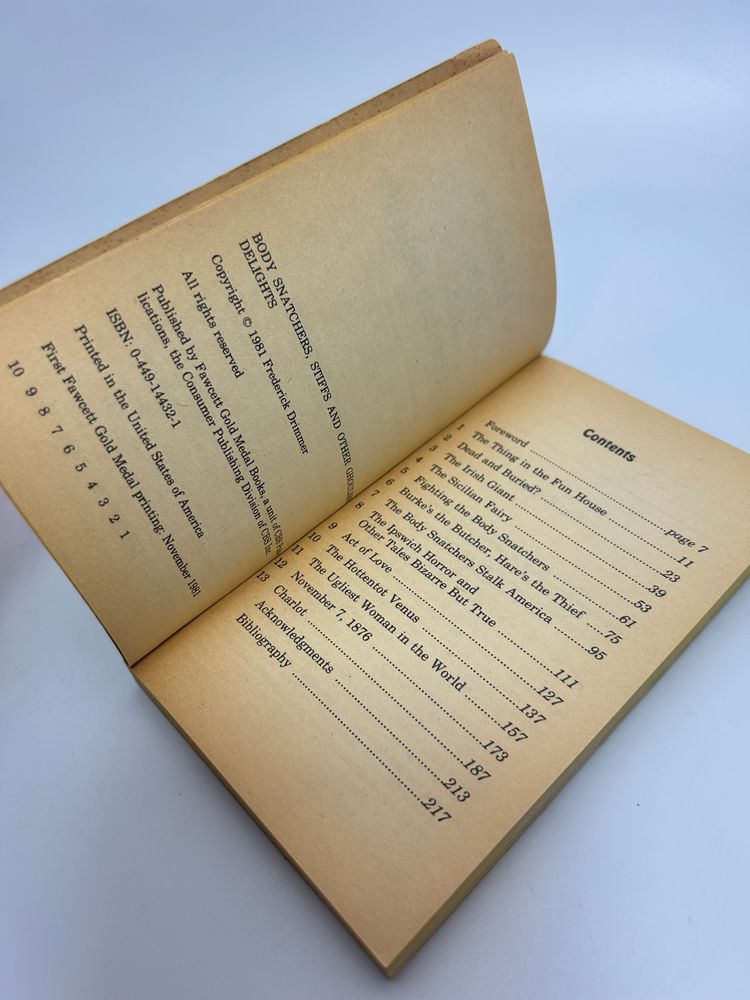 BODY SNATCHERS, STIFFS AND OTHER
DELIGHTS
Copyright © 1981 Frederick Drimmer
All rights reserved
Published by Fawcett Gold Medal Books, a unit of CBS
lications, the Consumer Publishing Division of CBS Inc.
ISBN: 0-449-14432-1
Printed in the United States of America
First Fawcett Gold Medal printing: November 1981
10 9 8 7 6 5 4 3 2 1
Contents
Foreword ........page 7
1 The Thing in the Fun House ........11
2 Dead and Buried? ........23
3 The Irish Giant ........39
4 The Sicilian Fairy ........53
5 Fighting the Body Snatchers ........61
6 Burke's the Butcher, Hare's the Thief ....75
7 The Body Snatchers Stalk America ......95
8 The Ipswich Horror and
Other Tales Bizarre But True ........111
9 Act of Love ........127
10 The Hottentot Venus ........137
11 The Ugliest Woman in the World ........157
12 November 7, 1876 ........173
13 Charlot ........187
Acknowledgments ........213
Bibliography ........217